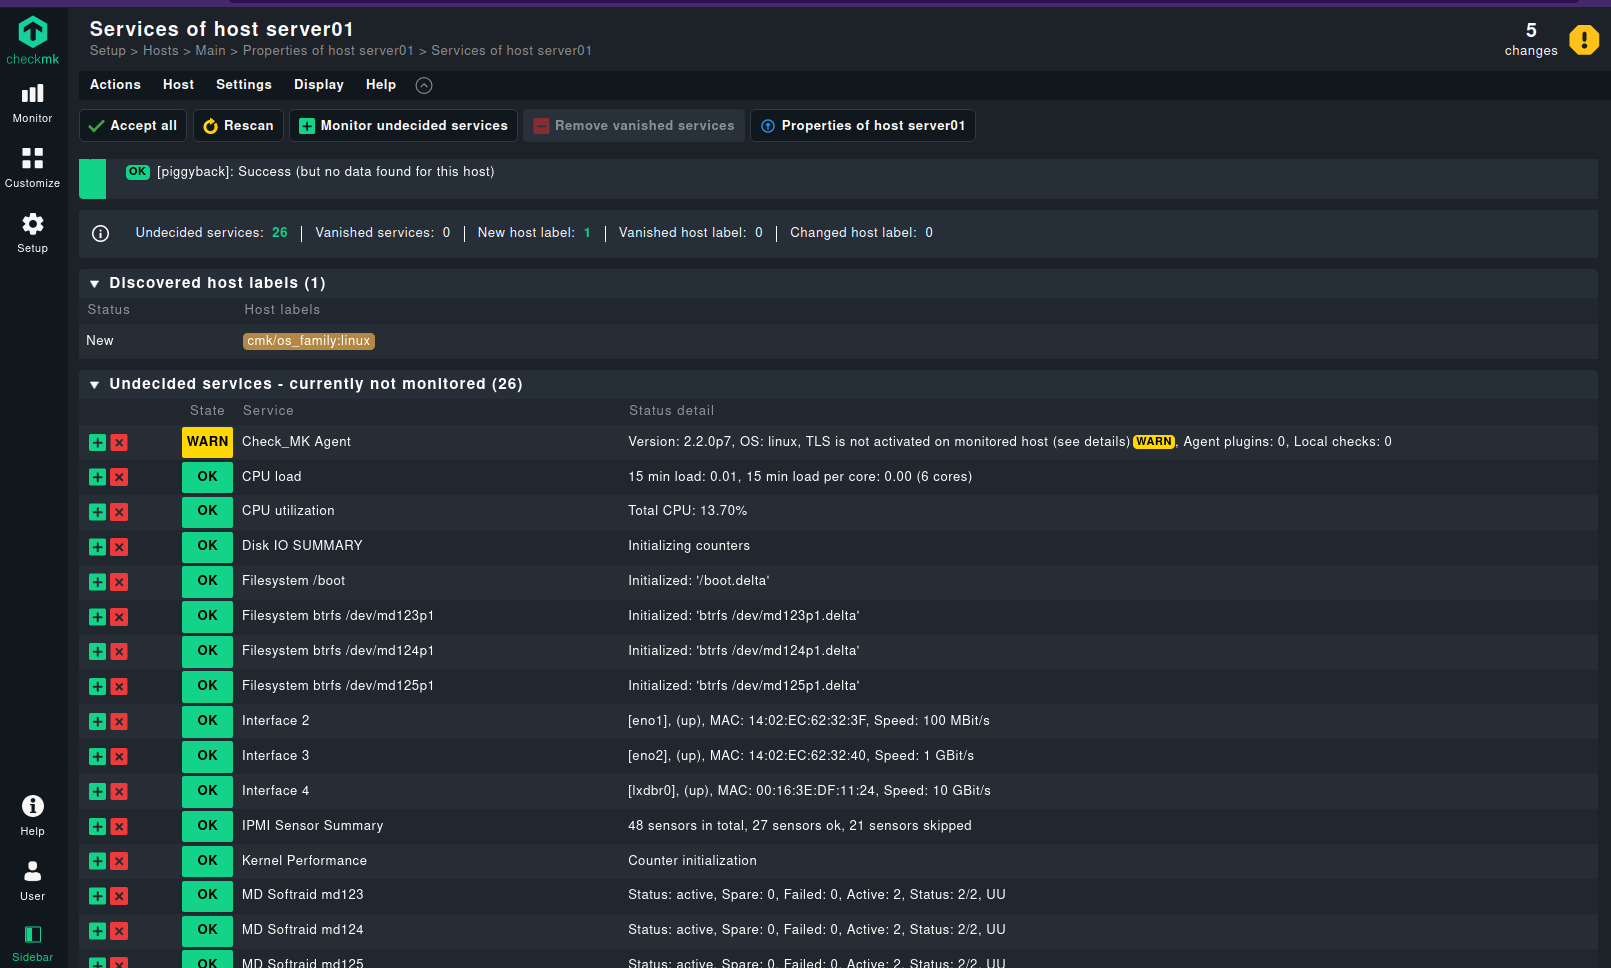 Services of host server01
Setup > Hosts > Main > Properties of host server01 > Services of host server01
5
changes
checkmk
Monitor
Customize
Setup
Help
User
Sidebar
Actions Host Settings Display Help
Accept all Rescan Monitor undecided services Remove vanished services Properties of host server01
OK [piggyback]: Success (but no data found for this host)
Undecided services: 26 | Vanished services: 0 | New host label: 1 | Vanished host label: 0 | Changed host label: 0
Discovered host labels (1)
Status Host labels
New cmk/os_family:linux
Undecided services - currently not monitored (26)
State Service Status detail
WARN Check_MK Agent Version: 2.2.0p7, OS: linux, TLS is not activated on monitored host (see details) WARN, Agent plugins: 0, Local checks: 0
OK CPU load 15 min load: 0.01, 15 min load per core: 0.00 (6 cores)
OK CPU utilization Total CPU: 13.70%
OK Disk IO SUMMARY Initializing counters
OK Filesystem /boot Initialized: '/boot.delta'
OK Filesystem btrfs /dev/md123p1 Initialized: 'btrfs /dev/md123p1.delta'
OK Filesystem btrfs /dev/md124p1 Initialized: 'btrfs /dev/md124p1.delta'
OK Filesystem btrfs /dev/md125p1 Initialized: 'btrfs /dev/md125p1.delta'
OK Interface 2 [eno1], (up), MAC: 14:02:EC:62:32:3F, Speed: 100 MBit/s
OK Interface 3 [eno2], (up), MAC: 14:02:EC:62:32:40, Speed: 1 GBit/s
OK Interface 4 [lxdbr0], (up), MAC: 00:16:3E:DF:11:24, Speed: 10 GBit/s
OK IPMI Sensor Summary 48 sensors in total, 27 sensors ok, 21 sensors skipped
OK Kernel Performance Counter initialization
OK MD Softraid md123 Status: active, Spare: 0, Failed: 0, Active: 2, Status: 2/2, UU
OK MD Softraid md124 Status: active, Spare: 0, Failed: 0, Active: 2, Status: 2/2, UU
OK MD Softraid md125 Status: active, Spare: 0, Failed: 0, Active: 2, Status: 2/2, UU